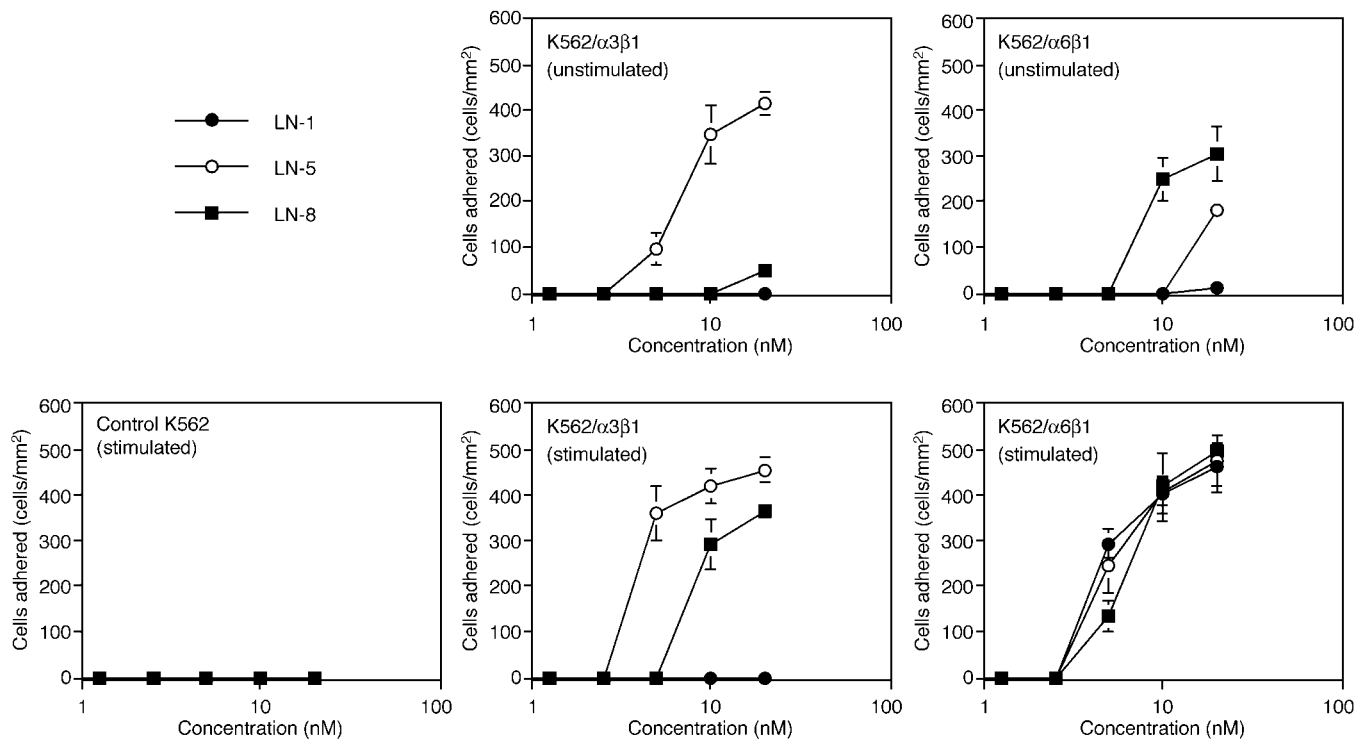 LN-1
LN-5
LN-8
K562/α3β1
(unstimulated)
Cells adhered (cells/mm²)
600
500
400
300
200
100
0
1
10
100
Concentration (nM)
K562/α6β1
(unstimulated)
Cells adhered (cells/mm²)
600
500
400
300
200
100
0
1
10
100
Concentration (nM)
Control K562
(stimulated)
Cells adhered (cells/mm²)
600
500
400
300
200
100
0
1
10
100
Concentration (nM)
K562/α3β1
(stimulated)
Cells adhered (cells/mm²)
600
500
400
300
200
100
0
1
10
100
Concentration (nM)
K562/α6β1
(stimulated)
Cells adhered (cells/mm²)
600
500
400
300
200
100
0
1
10
100
Concentration (nM)